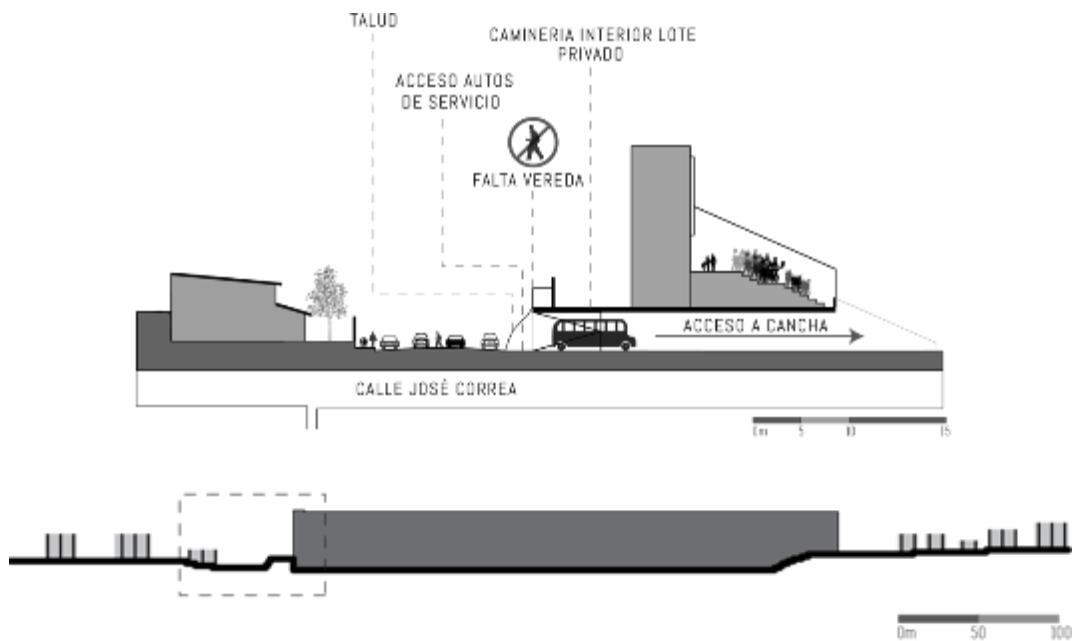 TALUD
CAMINERIA INTERIOR LOTE
PRIVADO
ACCESO AUTOS
DE SERVICIO
FALTA VEREDA
ACCESO A CANCHA
CALLE JOSÉ CORREA
0m 5 10 15
0m 50 100